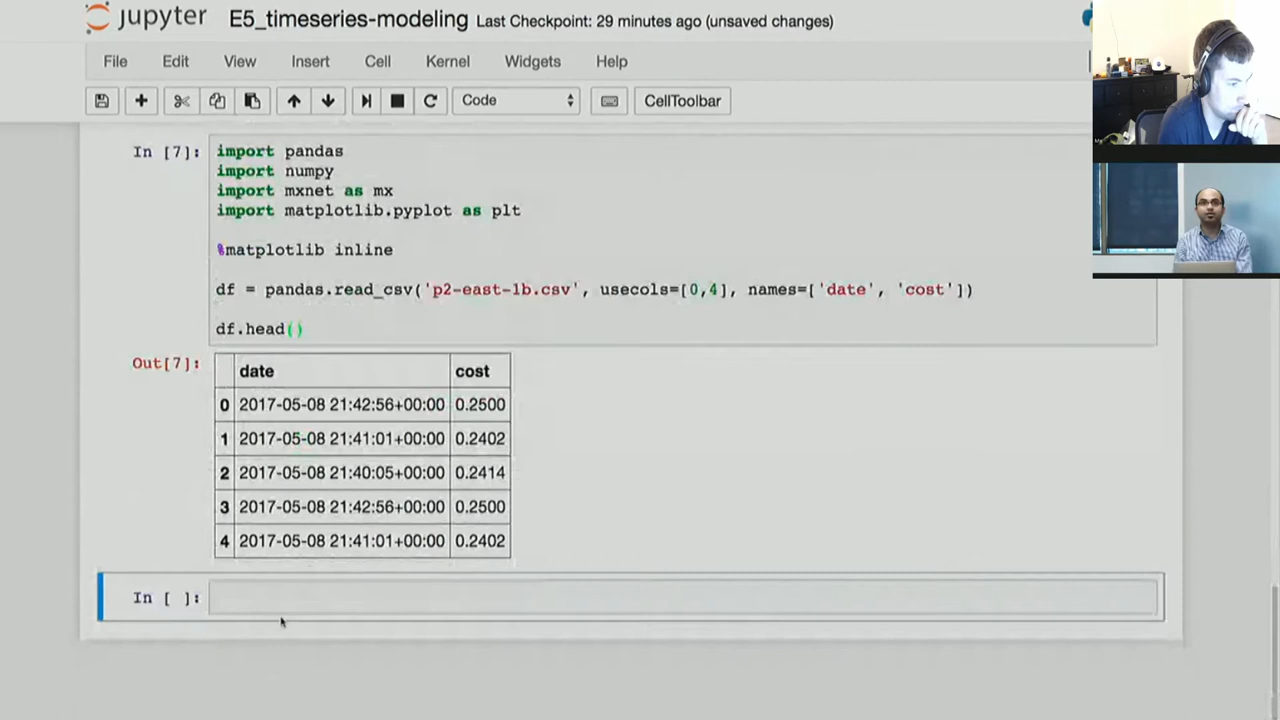 jupyter E5_timeseries-modeling Last Checkpoint: 29 minutes ago (unsaved changes)
File Edit View Insert Cell Kernel Widgets Help
Code CellToolbar
In [7]: import pandas
import numpy
import mxnet as mx
import matplotlib.pyplot as plt
%matplotlib inline
df = pandas.read_csv('p2-east-1b.csv', usecols=[0,4], names=['date', 'cost'])
df.head()
Out[7]:
date cost
0 2017-05-08 21:42:56+00:00 0.2500
1 2017-05-08 21:41:01+00:00 0.2402
2 2017-05-08 21:40:05+00:00 0.2414
3 2017-05-08 21:42:56+00:00 0.2500
4 2017-05-08 21:41:01+00:00 0.2402
In [ ]: